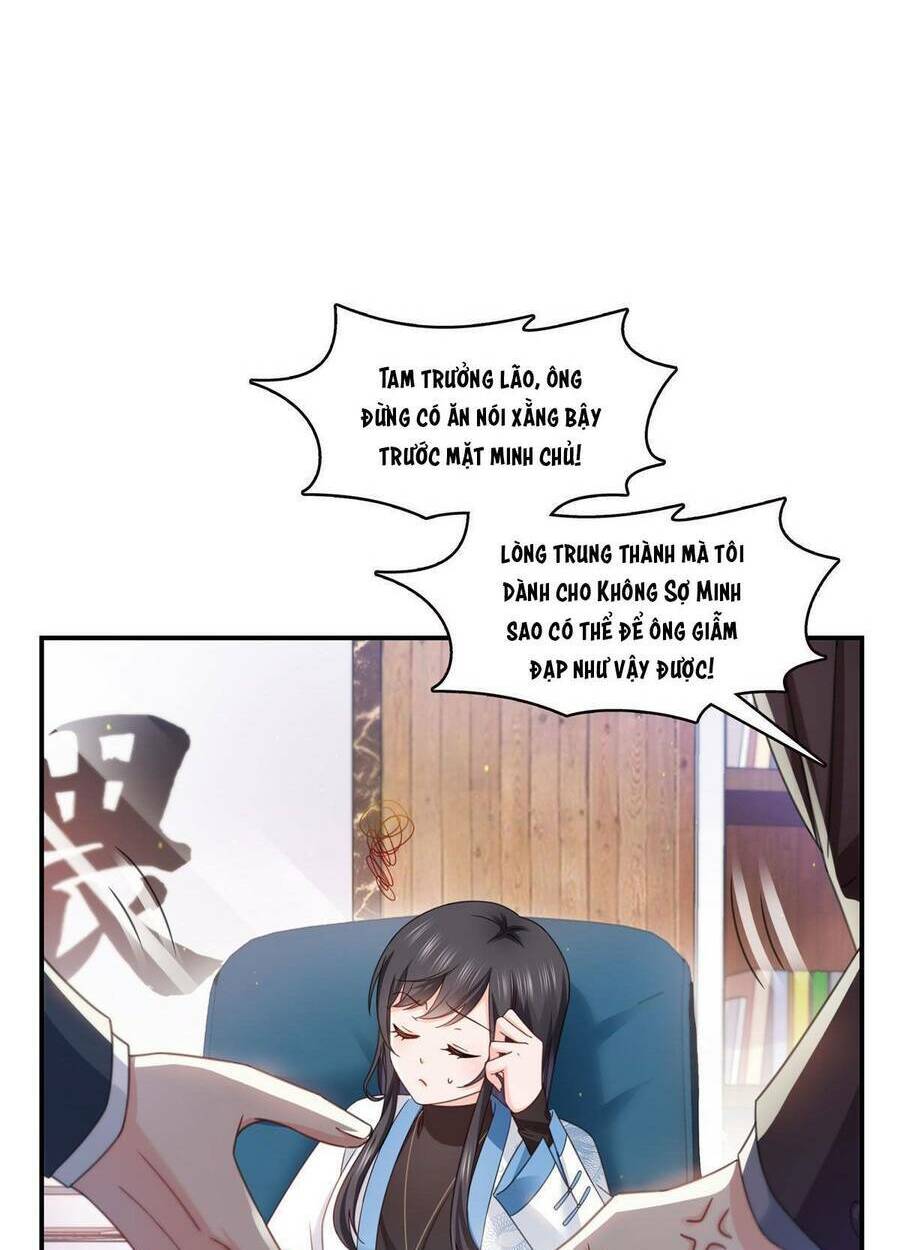 TAM TRƯỞNG LÃO, ÔNG
ĐỪNG CÓ ĂN NÓI XẰNG BẬY
TRƯỚC MẶT MINH CHỦ!
LÒNG TRUNG THÀNH MÀ TÔI
DÀNH CHO KHÔNG SỢ MINH
SAO CÓ THỂ ĐỂ ÔNG GIẪM
ĐẠP NHƯ VẬY ĐƯỢC!